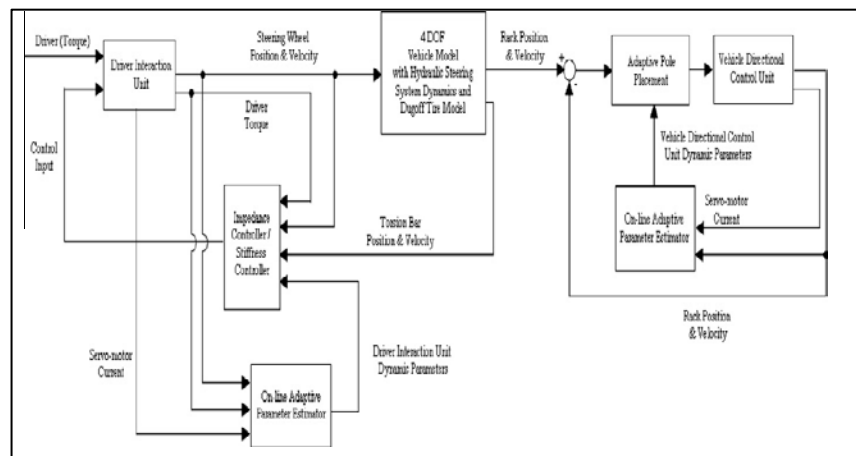 Driver (Torque)
Driver Interaction
Unit
Steering Wheel
Position & Velocity
4 DOF
Vehicle Model
with Hydraulic Steering
System Dynamics and
Dugoff Tire Model
Rack Position
& Velocity
+
-
Adaptive Pole
Placement
Vehicle Directional
Control Unit
Control
Input
Driver
Torque
Vehicle Directional Control
Unit Dynamic Parameters
Impedance
Controller /
Stiffness
Controller
Torsion Bar
Position & Velocity
On-line Adaptive
Parameter Estimator
Servo-motor
Current
Rack Position
& Velocity
Servo-motor
Current
Driver Interaction Unit
Dynamic Parameters
On-line Adaptive
Parameter Estimator